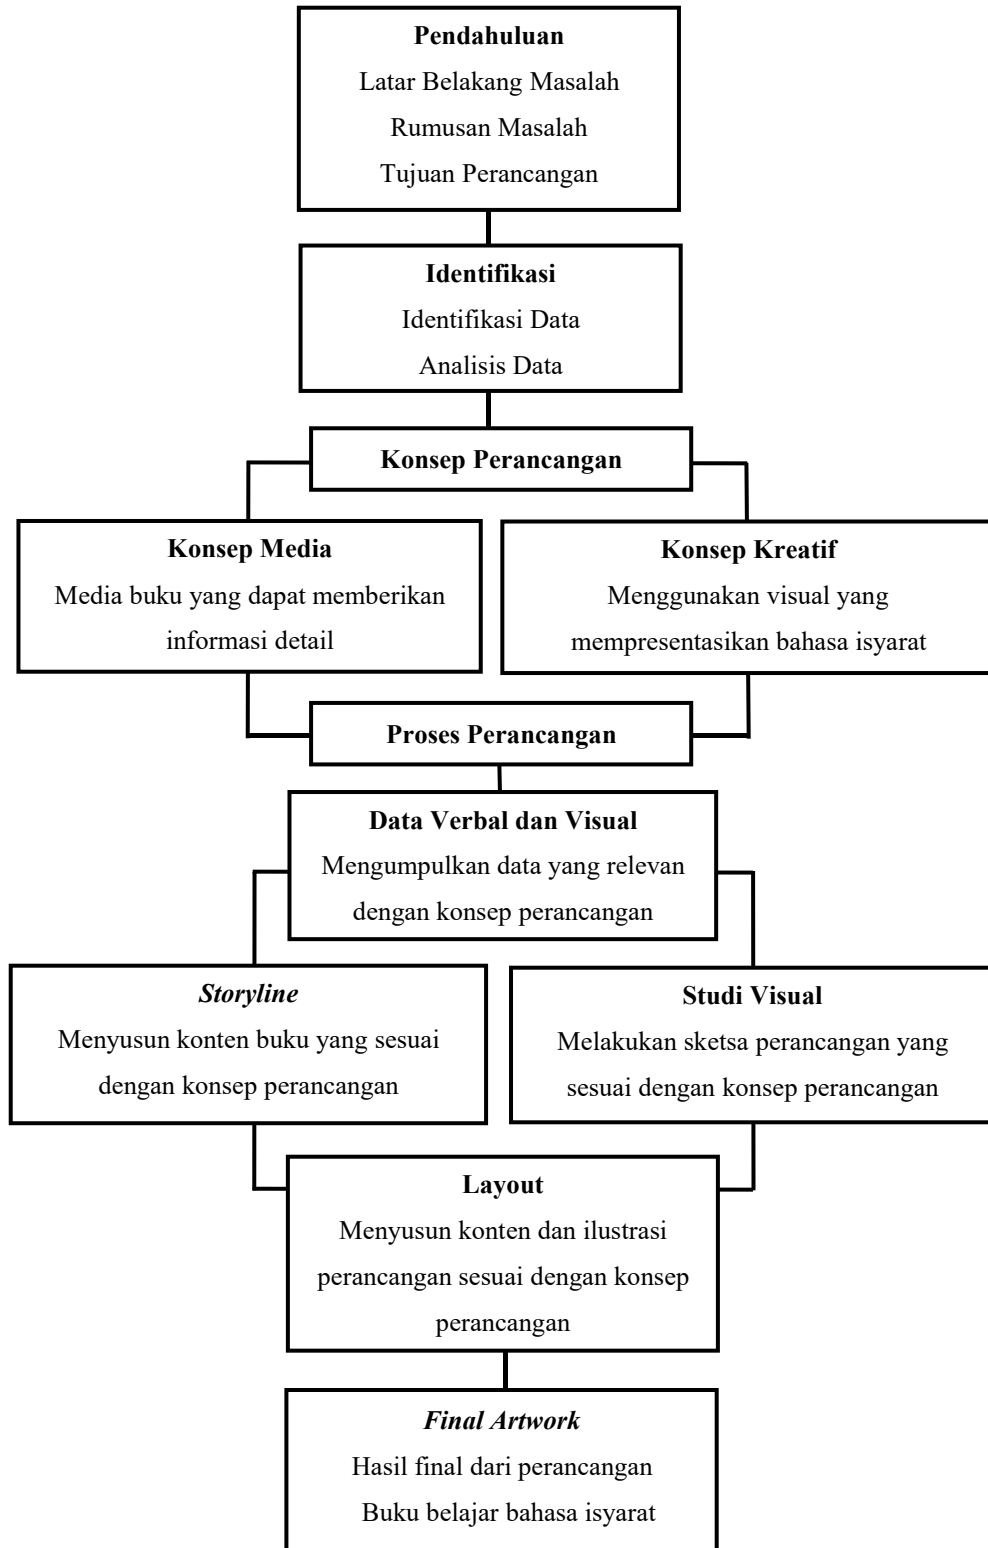 Pendahuluan
Latar Belakang Masalah
Rumusan Masalah
Tujuan Perancangan
Identifikasi
Identifikasi Data
Analisis Data
Konsep Perancangan
Konsep Media
Media buku yang dapat memberikan
informasi detail
Konsep Kreatif
Menggunakan visual yang
mempresentasikan bahasa isyarat
Proses Perancangan
Data Verbal dan Visual
Mengumpulkan data yang relevan
dengan konsep perancangan
Storyline
Menyusun konten buku yang sesuai
dengan konsep perancangan
Studi Visual
Melakukan sketsa perancangan yang
sesuai dengan konsep perancangan
Layout
Menyusun konten dan ilustrasi
perancangan sesuai dengan konsep
perancangan
Final Artwork
Hasil final dari perancangan
Buku belajar bahasa isyarat